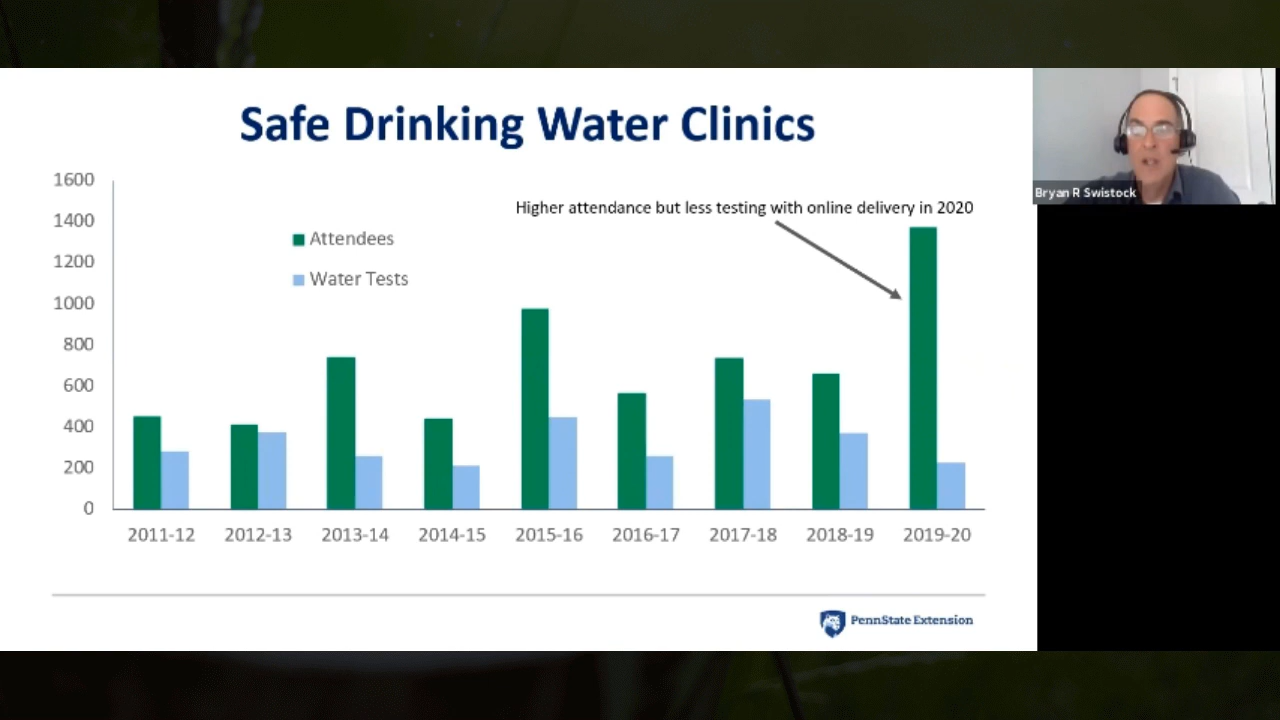 Safe Drinking Water Clinics
1600
1400
1200
1000
800
600
400
200
0
Higher attendance but less testing with online delivery in 2020
Attendees
Water Tests
2011-12 2012-13 2013-14 2014-15 2015-16 2016-17 2017-18 2018-19 2019-20
PennState Extension
Bryan R Swistock